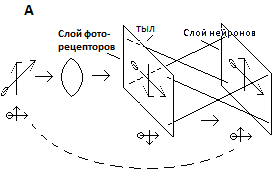 А
Слой фото-
рецепторов
тыл
Слой нейронов